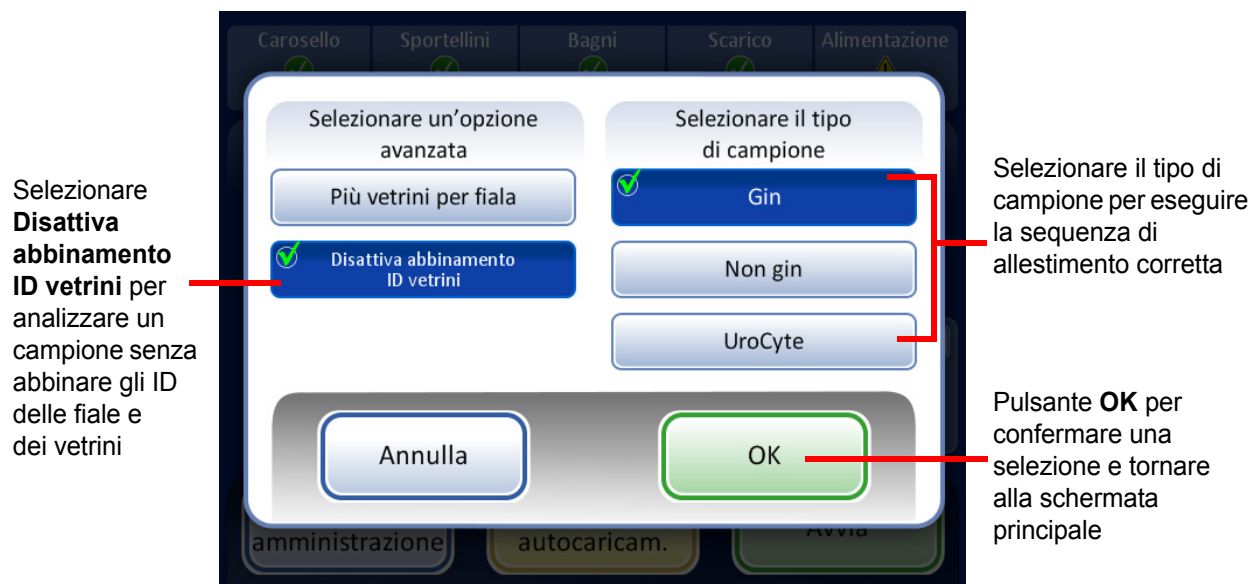 Carosello
Sportellini
Bagni
Scarico
Alimentazione
Selezionare un'opzione
avanzata
Selezionare il tipo
di campione
Più vetrini per fiala
Gin
Disattiva abbinamento
ID vetrini
Non gin
UroCyte
Annulla
OK
amministrazione
autocaricam.
Avvia
Selezionare
Disattiva
abbinamento
ID vetrini per
analizzare un
campione senza
abbinare gli ID
delle fiale e
dei vetrini
Selezionare il tipo di
campione per eseguire
la sequenza di
allestimento corretta
Pulsante OK per
confermare una
selezione e tornare
alla schermata
principale